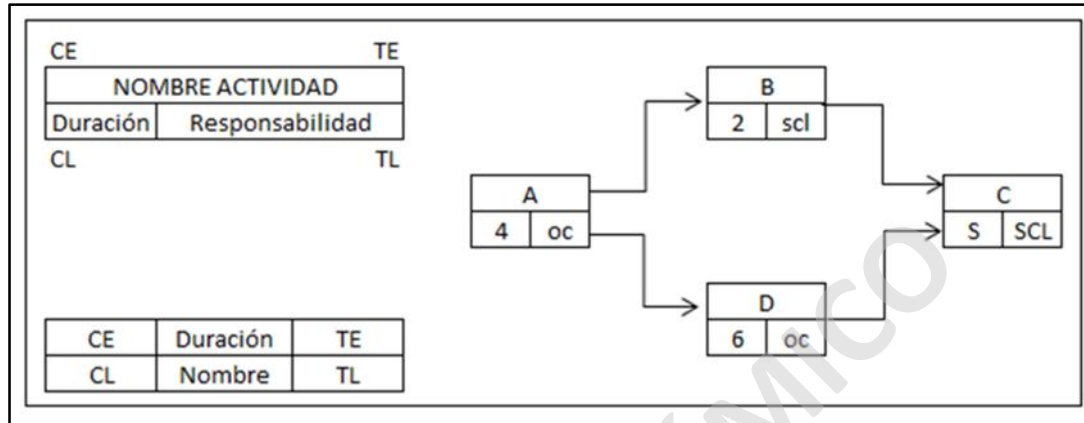 CE TE
NOMBRE ACTIVIDAD
Duración Responsabilidad
CL TL
A
4 oc
B
2 scl
C
S SCL
D
6 oc
CE Duración TE
CL Nombre TL